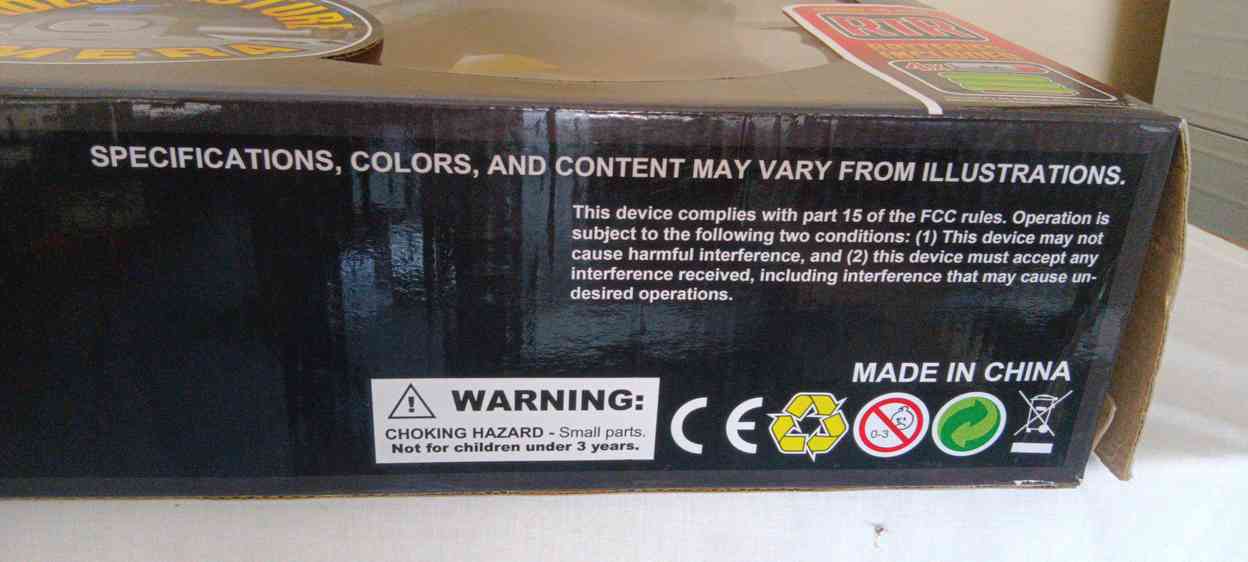 MERA
RTR
4x
SPECIFICATIONS, COLORS, AND CONTENT MAY VARY FROM ILLUSTRATIONS.
This device complies with part 15 of the FCC rules. Operation is
subject to the following two conditions: (1) This device may not
cause harmful interference, and (2) this device must accept any
interference received, including interference that may cause un-
desired operations.
MADE IN CHINA
WARNING:
CHOKING HAZARD - Small parts.
Not for children under 3 years.
CE
0-3